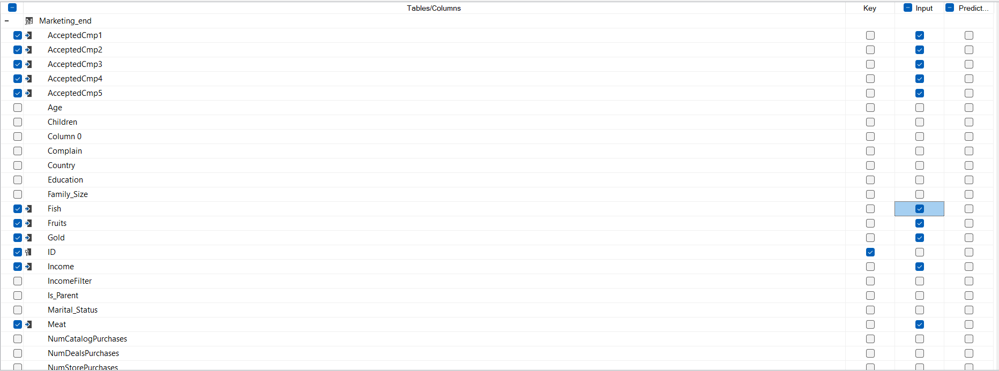 Tables/Columns Key Input Predict...
Marketing_end
AcceptedCmp1
AcceptedCmp2
AcceptedCmp3
AcceptedCmp4
AcceptedCmp5
Age
Children
Column 0
Complain
Country
Education
Family_Size
Fish
Fruits
Gold
ID
Income
IncomeFilter
Is_Parent
Marital_Status
Meat
NumCatalogPurchases
NumDealsPurchases
NumStorePurchases